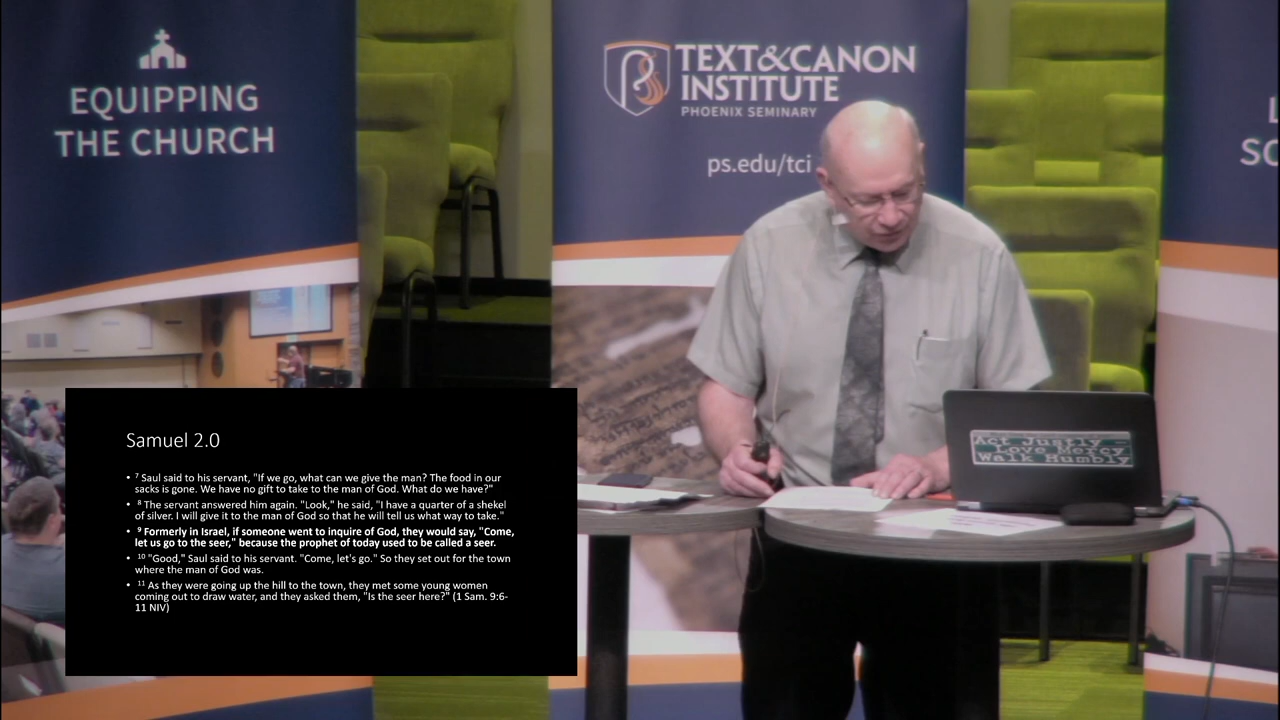 EQUIPPING
THE CHURCH
TEXT&CANON
INSTITUTE
PHOENIX SEMINARY
ps.edu/tci
L
SC
Act Justly –
Love Mercy
Walk Humbly
Samuel 2.0
• 7 Saul said to his servant, "If we go, what can we give the man? The food in our
sacks is gone. We have no gift to take to the man of God. What do we have?"
• 8 The servant answered him again. "Look," he said, "I have a quarter of a shekel
of silver. I will give it to the man of God so that he will tell us what way to take."
• 9 Formerly in Israel, if someone went to inquire of God, they would say, "Come,
let us go to the seer," because the prophet of today used to be called a seer.
• 10 "Good," Saul said to his servant. "Come, let's go." So they set out for the town
where the man of God was.
• 11 As they were going up the hill to the town, they met some young women
coming out to draw water, and they asked them, "Is the seer here?" (1 Sam. 9:6-
11 NIV)